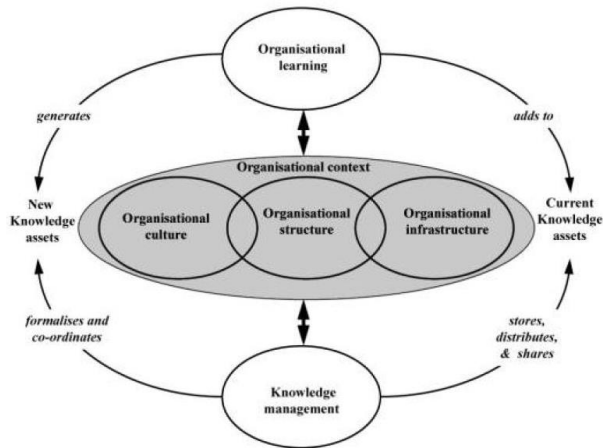 Organisational
learning
generates
adds to
Organisational context
New
Knowledge
assets
Organisational
culture
Organisational
structure
Organisational
infrastructure
Current
Knowledge
assets
formalises and
co-ordinates
stores,
distributes,
& shares
Knowledge
management